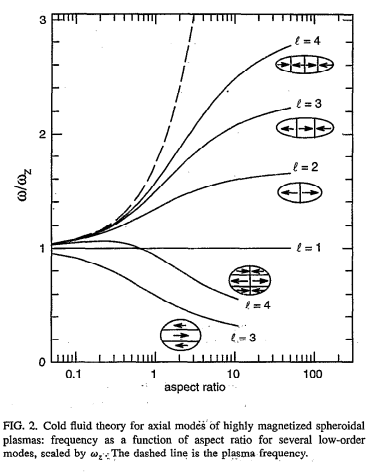 3
ℓ = 4
ℓ = 3
2
ω/ω_z
ℓ = 2
ℓ = 1
1
ℓ = 4
ℓ = 3
0
0.1 1 10 100
aspect ratio
FIG. 2. Cold fluid theory for axial modes of highly magnetized spheroidal
plasmas: frequency as a function of aspect ratio for several low-order
modes, scaled by ω_z. The dashed line is the plasma frequency.